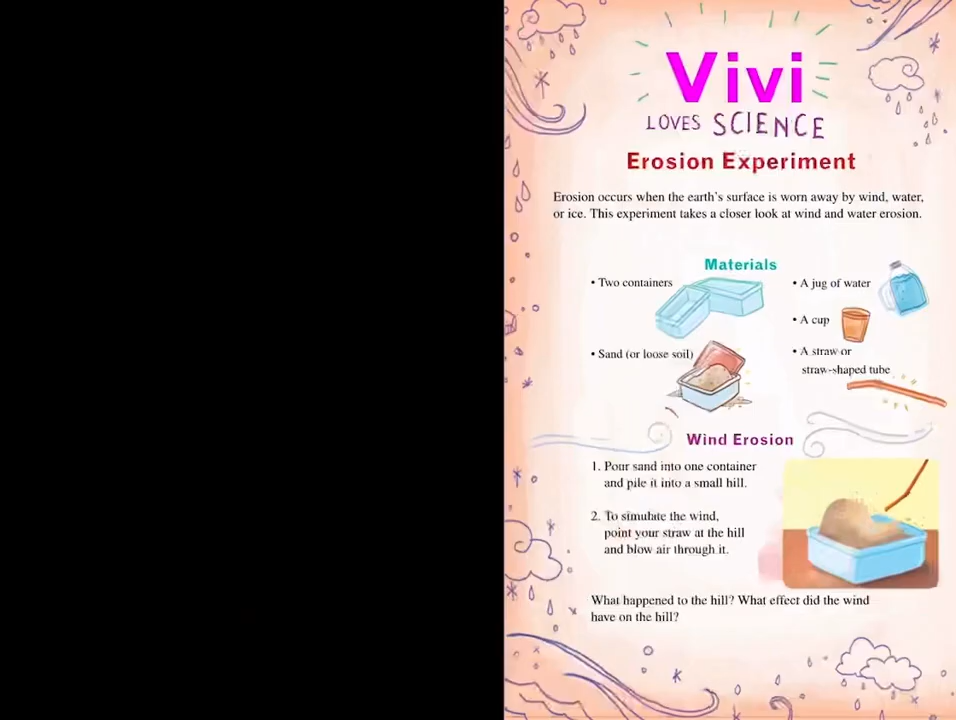 Vivi
LOVES SCIENCE
Erosion Experiment
Erosion occurs when the earth's surface is worn away by wind, water,
or ice. This experiment takes a closer look at wind and water erosion.
Materials
• Two containers
• Sand (or loose soil)
• A jug of water
• A cup
• A straw or
straw-shaped tube
Wind Erosion
1. Pour sand into one container
and pile it into a small hill.
2. To simulate the wind,
point your straw at the hill
and blow air through it.
What happened to the hill? What effect did the wind
have on the hill?